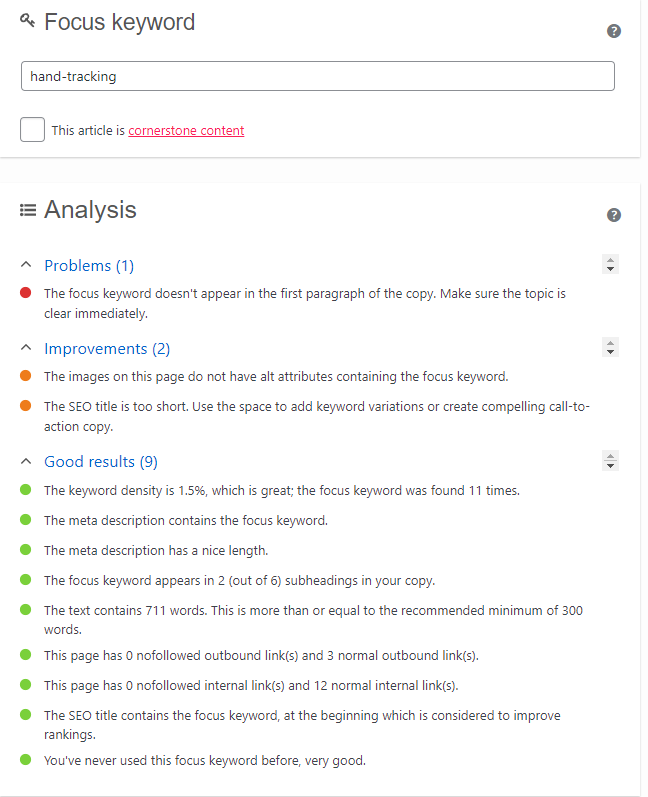 Focus keyword
?
hand-tracking
This article is cornerstone content
Analysis
?
Problems (1)
The focus keyword doesn't appear in the first paragraph of the copy. Make sure the topic is
clear immediately.
Improvements (2)
The images on this page do not have alt attributes containing the focus keyword.
The SEO title is too short. Use the space to add keyword variations or create compelling call-to-
action copy.
Good results (9)
The keyword density is 1.5%, which is great; the focus keyword was found 11 times.
The meta description contains the focus keyword.
The meta description has a nice length.
The focus keyword appears in 2 (out of 6) subheadings in your copy.
The text contains 711 words. This is more than or equal to the recommended minimum of 300
words.
This page has 0 nofollowed outbound link(s) and 3 normal outbound link(s).
This page has 0 nofollowed internal link(s) and 12 normal internal link(s).
The SEO title contains the focus keyword, at the beginning which is considered to improve
rankings.
You've never used this focus keyword before, very good.